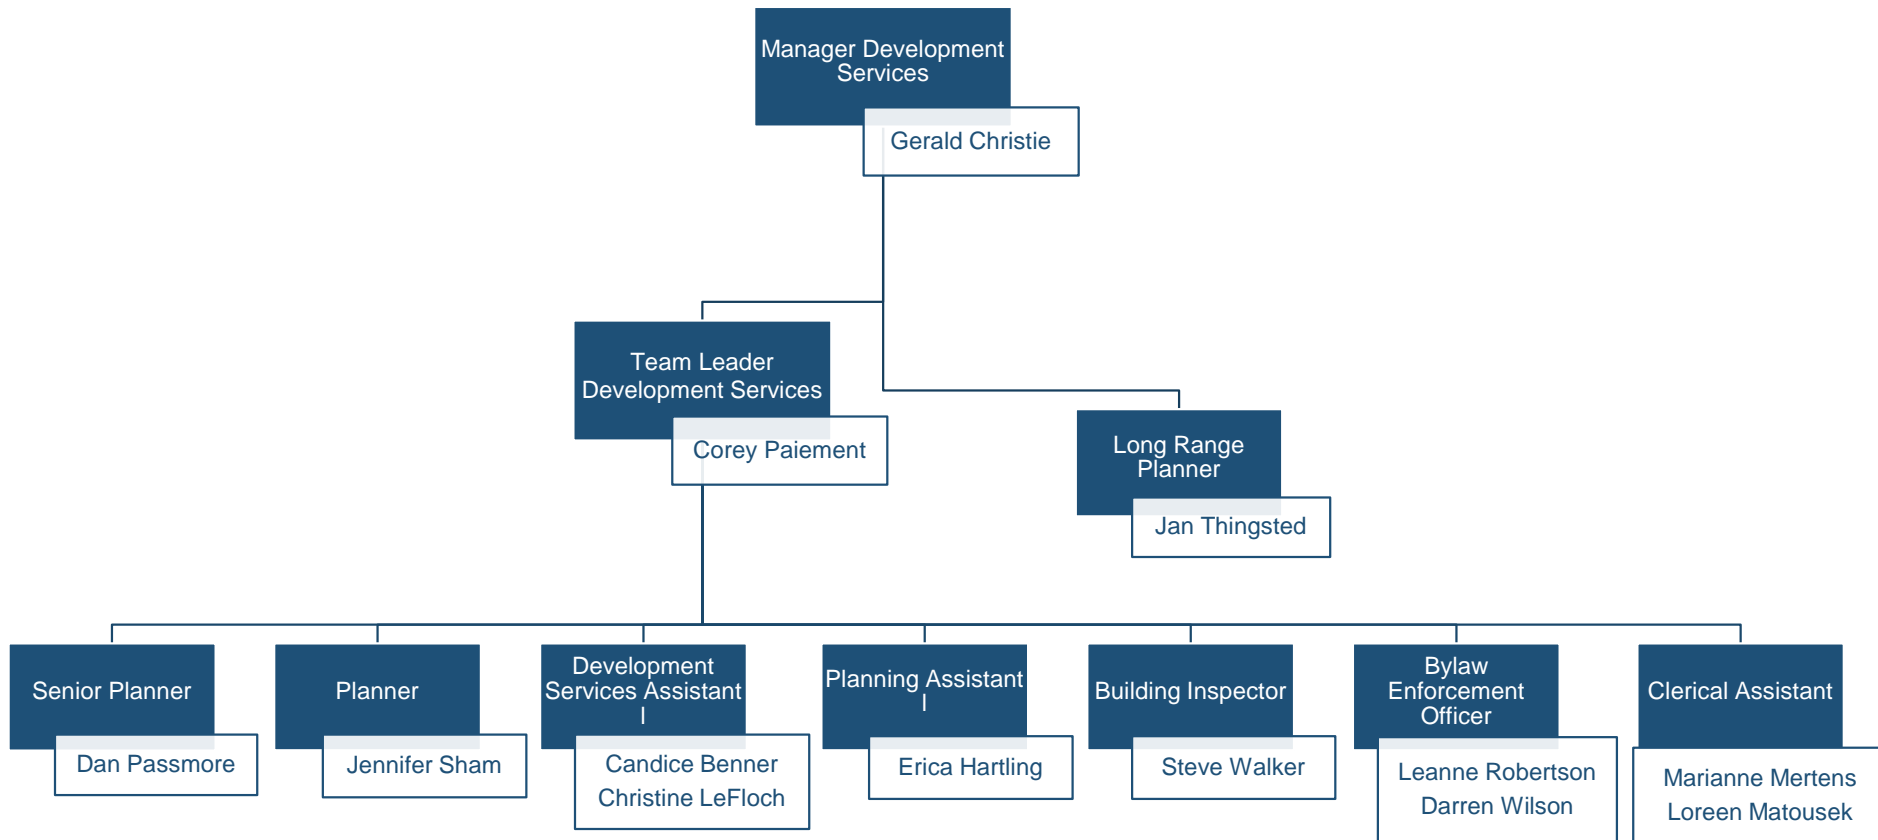 Manager Development
Services
Gerald Christie
Team Leader
Development Services
Corey Paiement
Long Range
Planner
Jan Thingsted
Senior Planner
Dan Passmore
Planner
Jennifer Sham
Development
Services Assistant
I
Candice Benner
Christine LeFloch
Planning Assistant
I
Erica Hartling
Building Inspector
Steve Walker
Bylaw
Enforcement
Officer
Leanne Robertson
Darren Wilson
Clerical Assistant
Marianne Mertens
Loreen Matousek